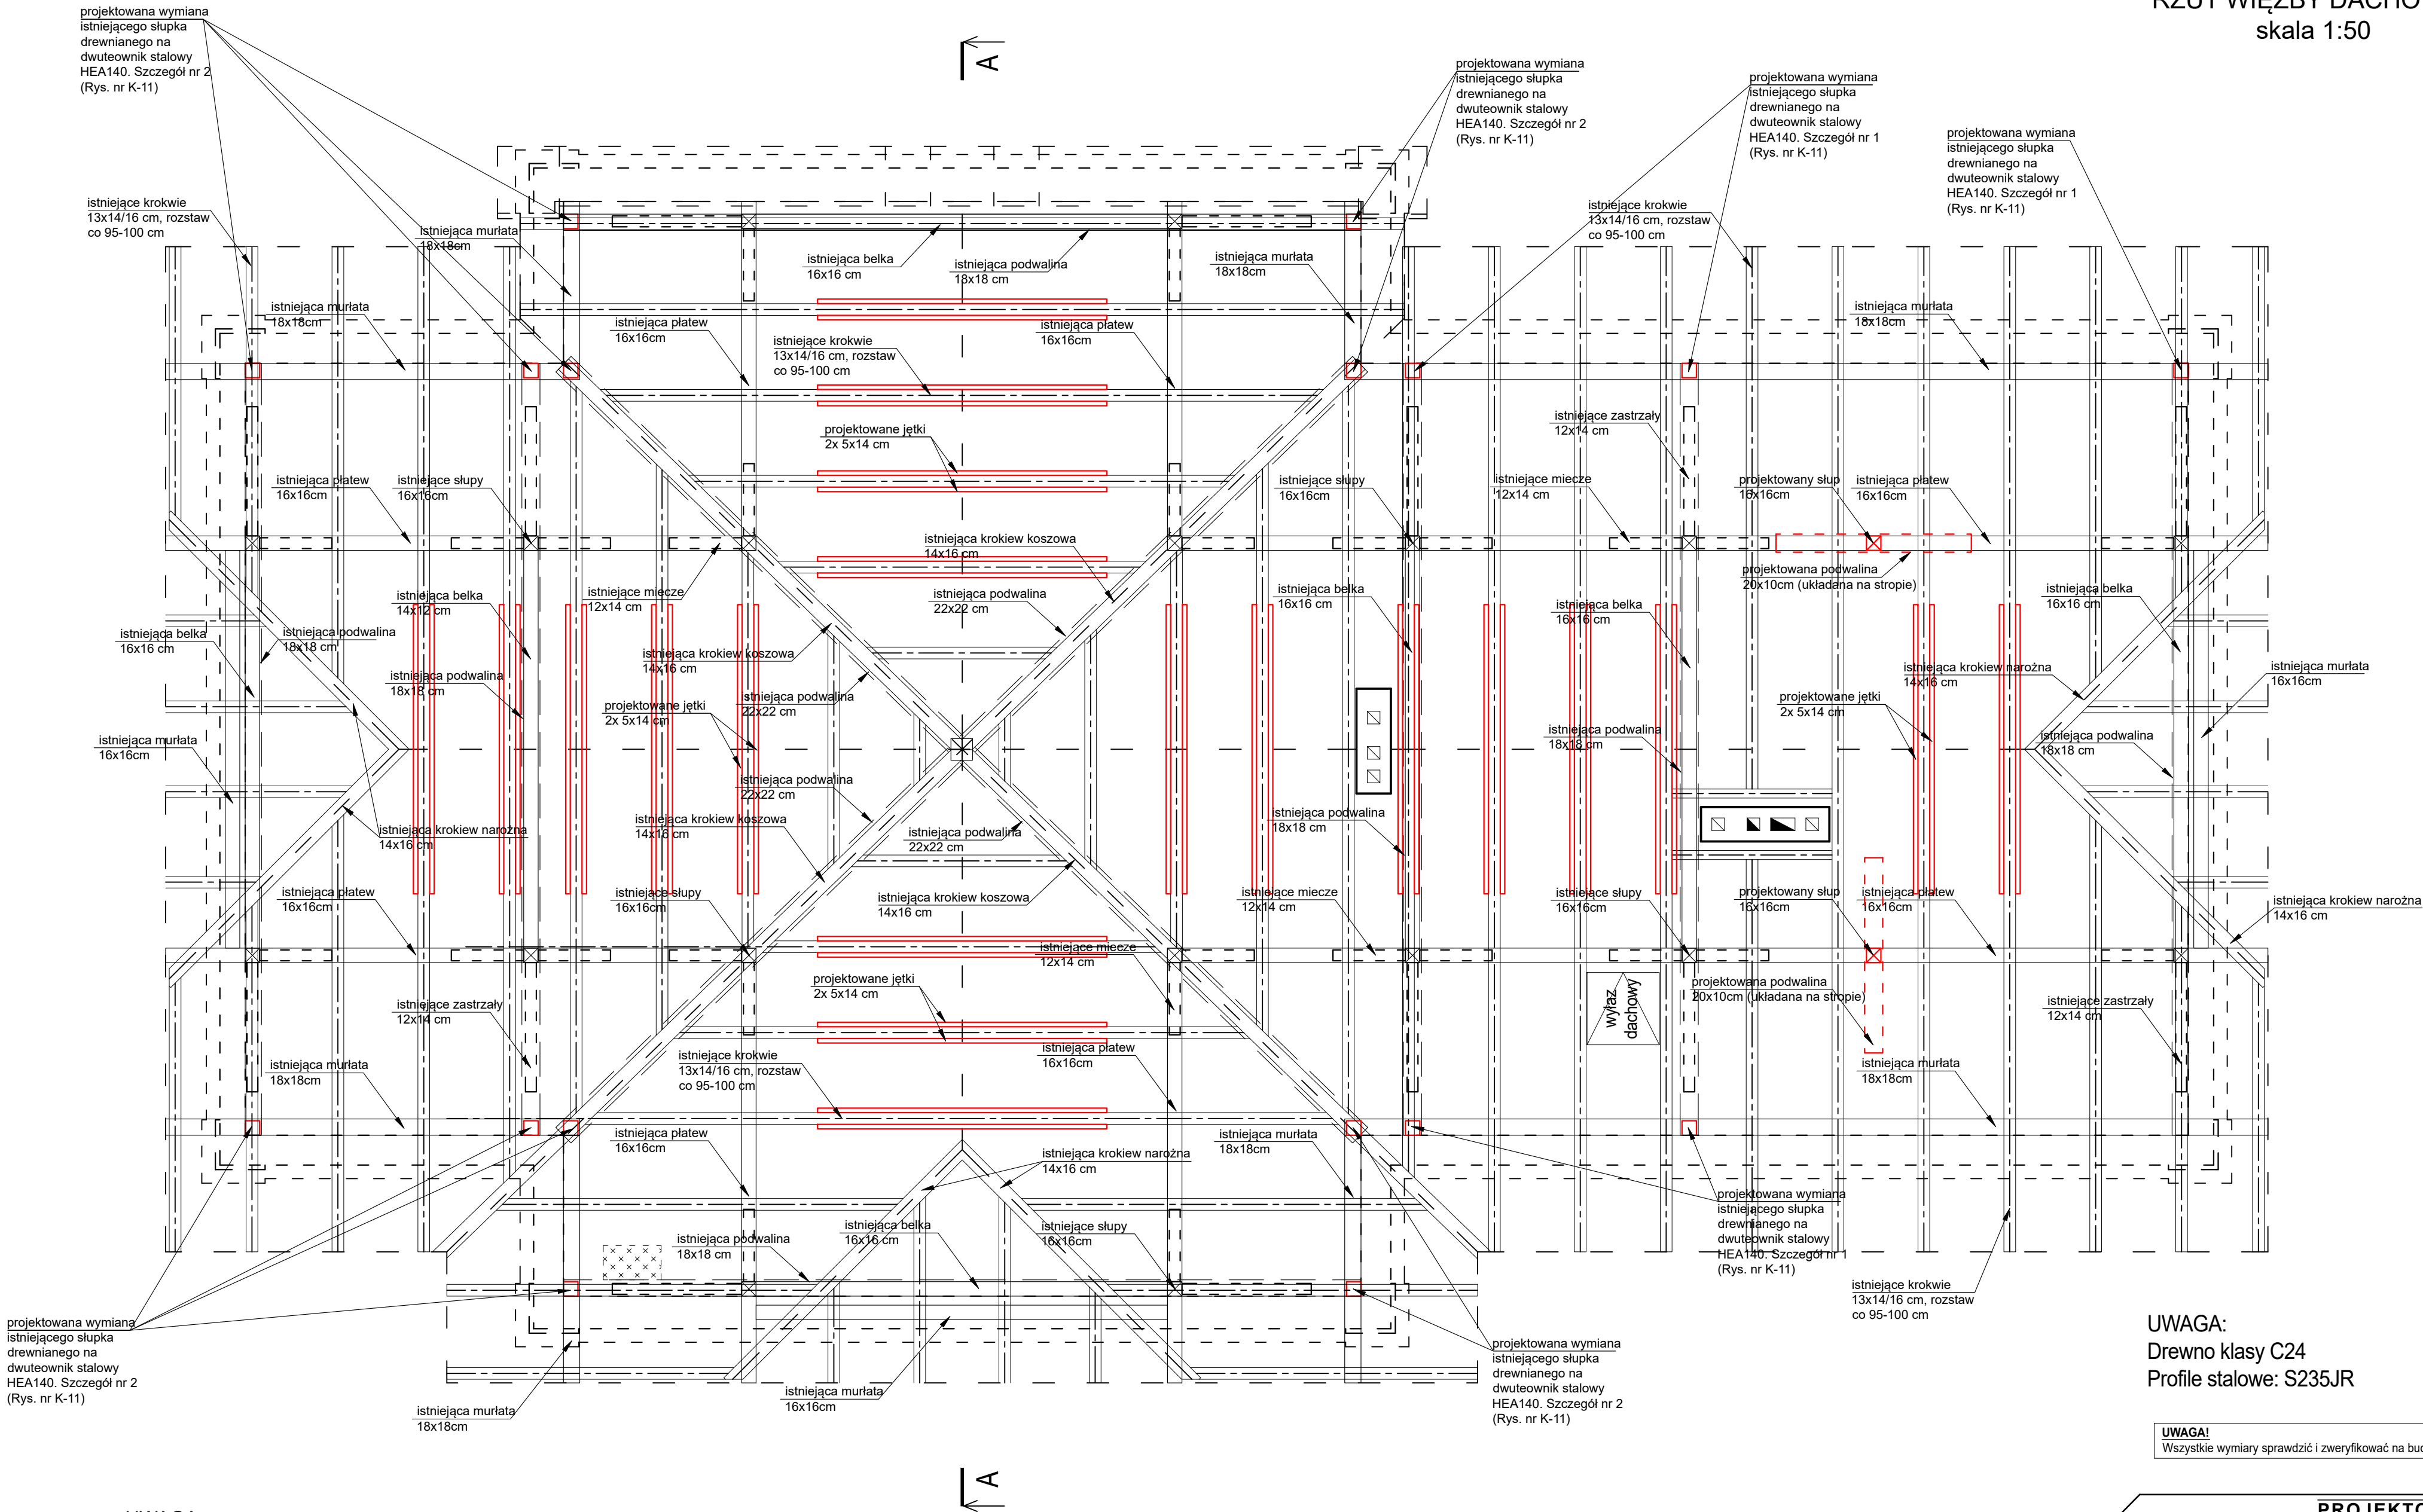 RZUT WIĘŹBY DACHO
skala 1:50
projektowana wymiana
istniejącego słupka
drewnianego na
dwuteownik stalowy
HEA140. Szczegół nr 2
(Rys. nr K-11)
A
projektowana wymiana
istniejącego słupka
drewnianego na
dwuteownik stalowy
HEA140. Szczegół nr 2
(Rys. nr K-11)
projektowana wymiana
istniejącego słupka
drewnianego na
dwuteownik stalowy
HEA140. Szczegół nr 1
(Rys. nr K-11)
projektowana wymiana
istniejącego słupka
drewnianego na
dwuteownik stalowy
HEA140. Szczegół nr 1
(Rys. nr K-11)
istniejące krokwie
13x14/16 cm, rozstaw
co 95-100 cm
istniejąca murłata
18x18cm
istniejąca belka
16x16 cm
istniejąca podwalina
18x18 cm
istniejąca murłata
18x18cm
istniejące krokwie
13x14/16 cm, rozstaw
co 95-100 cm
istniejąca murłata
18x18cm
istniejąca płatew
16x16cm
istniejące krokwie
13x14/16 cm, rozstaw
co 95-100 cm
istniejąca płatew
16x16cm
istniejąca murłata
18x18cm
projektowane jętki
2x 5x14 cm
istniejące zastrzały
12x14 cm
istniejąca płatew
16x16cm
istniejące słupy
16x16cm
istniejące słupy
16x16cm
istniejące miecze
12x14 cm
projektowany słup
16x16cm
istniejąca płatew
16x16cm
istniejąca krokiew koszowa
14x16 cm
istniejąca belka
14x12 cm
istniejące miecze
12x14 cm
istniejąca podwalina
22x22 cm
istniejąca belka
16x16 cm
istniejąca belka
16x16 cm
projektowana podwalina
20x10cm (układana na stropie)
istniejąca belka
16x16 cm
istniejąca belka
16x16 cm
istniejąca podwalina
18x18 cm
istniejąca krokiew koszowa
14x16 cm
istniejąca podwalina
18x18 cm
istniejąca podwalina
22x22 cm
projektowane jętki
2x 5x14 cm
istniejąca krokiew narożna
14x16 cm
istniejąca murłata
16x16cm
projektowane jętki
2x 5x14 cm
istniejąca murłata
16x16cm
istniejąca podwalina
18x18 cm
istniejąca podwalina
18x18 cm
istniejąca podwalina
22x22 cm
istniejąca krokiew koszowa
14x16 cm
istniejąca krokiew narożna
14x16 cm
istniejąca podwalina
22x22 cm
istniejąca podwalina
18x18 cm
istniejąca płatew
16x16cm
istniejące słupy
16x16cm
istniejąca krokiew koszowa
14x16 cm
istniejące miecze
12x14 cm
istniejące słupy
16x16cm
projektowany słup
16x16cm
istniejąca płatew
16x16cm
istniejąca krokiew narożna
14x16 cm
istniejące miecze
12x14 cm
projektowane jętki
2x 5x14 cm
wyłaz
dachowy
projektowana podwalina
20x10cm (układana na stropie)
istniejące zastrzały
12x14 cm
istniejące zastrzały
12x14 cm
istniejąca murłata
18x18cm
istniejące krokwie
13x14/16 cm, rozstaw
co 95-100 cm
istniejąca płatew
16x16cm
istniejąca murłata
18x18cm
istniejąca płatew
16x16cm
istniejąca krokiew narożna
14x16 cm
istniejąca murłata
18x18cm
projektowana wymiana
istniejącego słupka
drewnianego na
dwuteownik stalowy
HEA140. Szczegół nr 1
(Rys. nr K-11)
istniejąca podwalina
18x18 cm
istniejąca belka
16x16 cm
istniejące słupy
16x16cm
istniejące krokwie
13x14/16 cm, rozstaw
co 95-100 cm
projektowana wymiana
istniejącego słupka
drewnianego na
dwuteownik stalowy
HEA140. Szczegół nr 2
(Rys. nr K-11)
istniejąca murłata
18x18cm
istniejąca murłata
16x16cm
projektowana wymiana
istniejącego słupka
drewnianego na
dwuteownik stalowy
HEA140. Szczegół nr 2
(Rys. nr K-11)
UWAGA:
Drewno klasy C24
Profile stalowe: S235JR
UWAGA!
Wszystkie wymiary sprawdzić i zweryfikować na bud
A
PROJEKTO